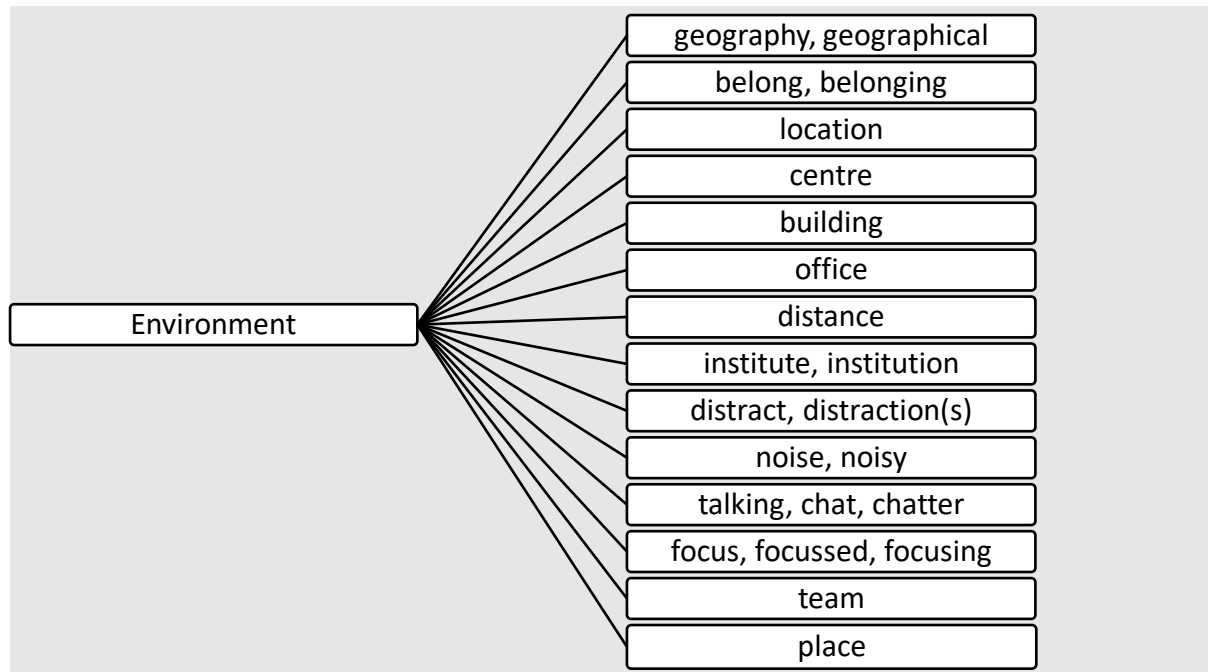 geography, geographical
belong, belonging
location
centre
building
office
distance
Environment
institute, institution
distract, distraction(s)
noise, noisy
talking, chat, chatter
focus, focussed, focusing
team
place